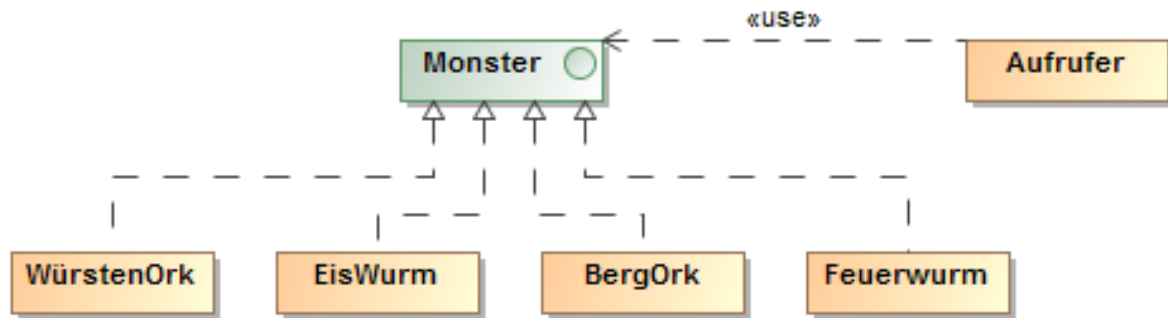 «use»
Monster
Aufrufer
WürstenOrk
EisWurm
BergOrk
Feuerwurm